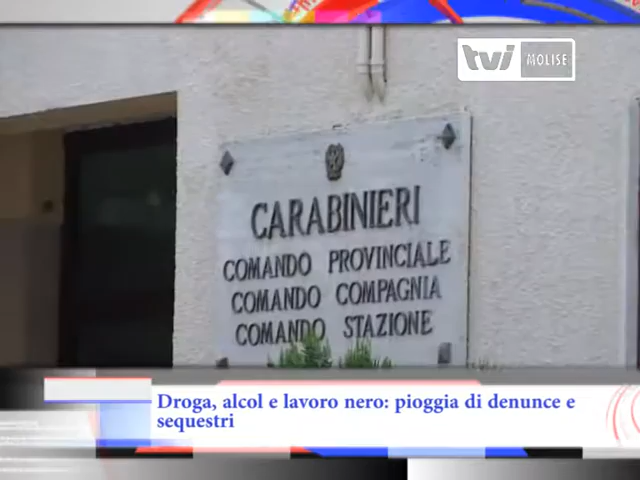 tvi MOLISE
CARABINIERI
COMANDO PROVINCIALE
COMANDO COMPAGNIA
COMANDO STAZIONE
Droga, alcol e lavoro nero: pioggia di denunce e
sequestri